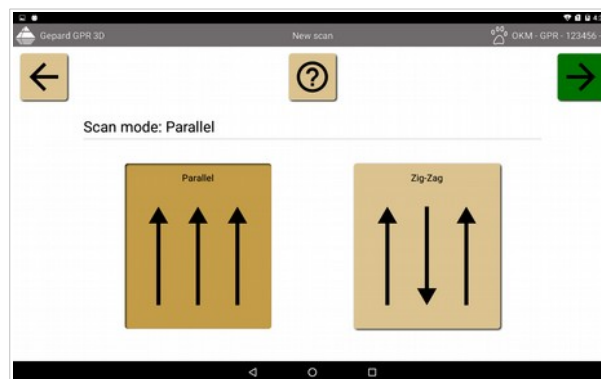 Gepard GPR 3D
New scan
OKM - GPR - 123456 -
?
Scan mode: Parallel
Parallel
Zig-Zag